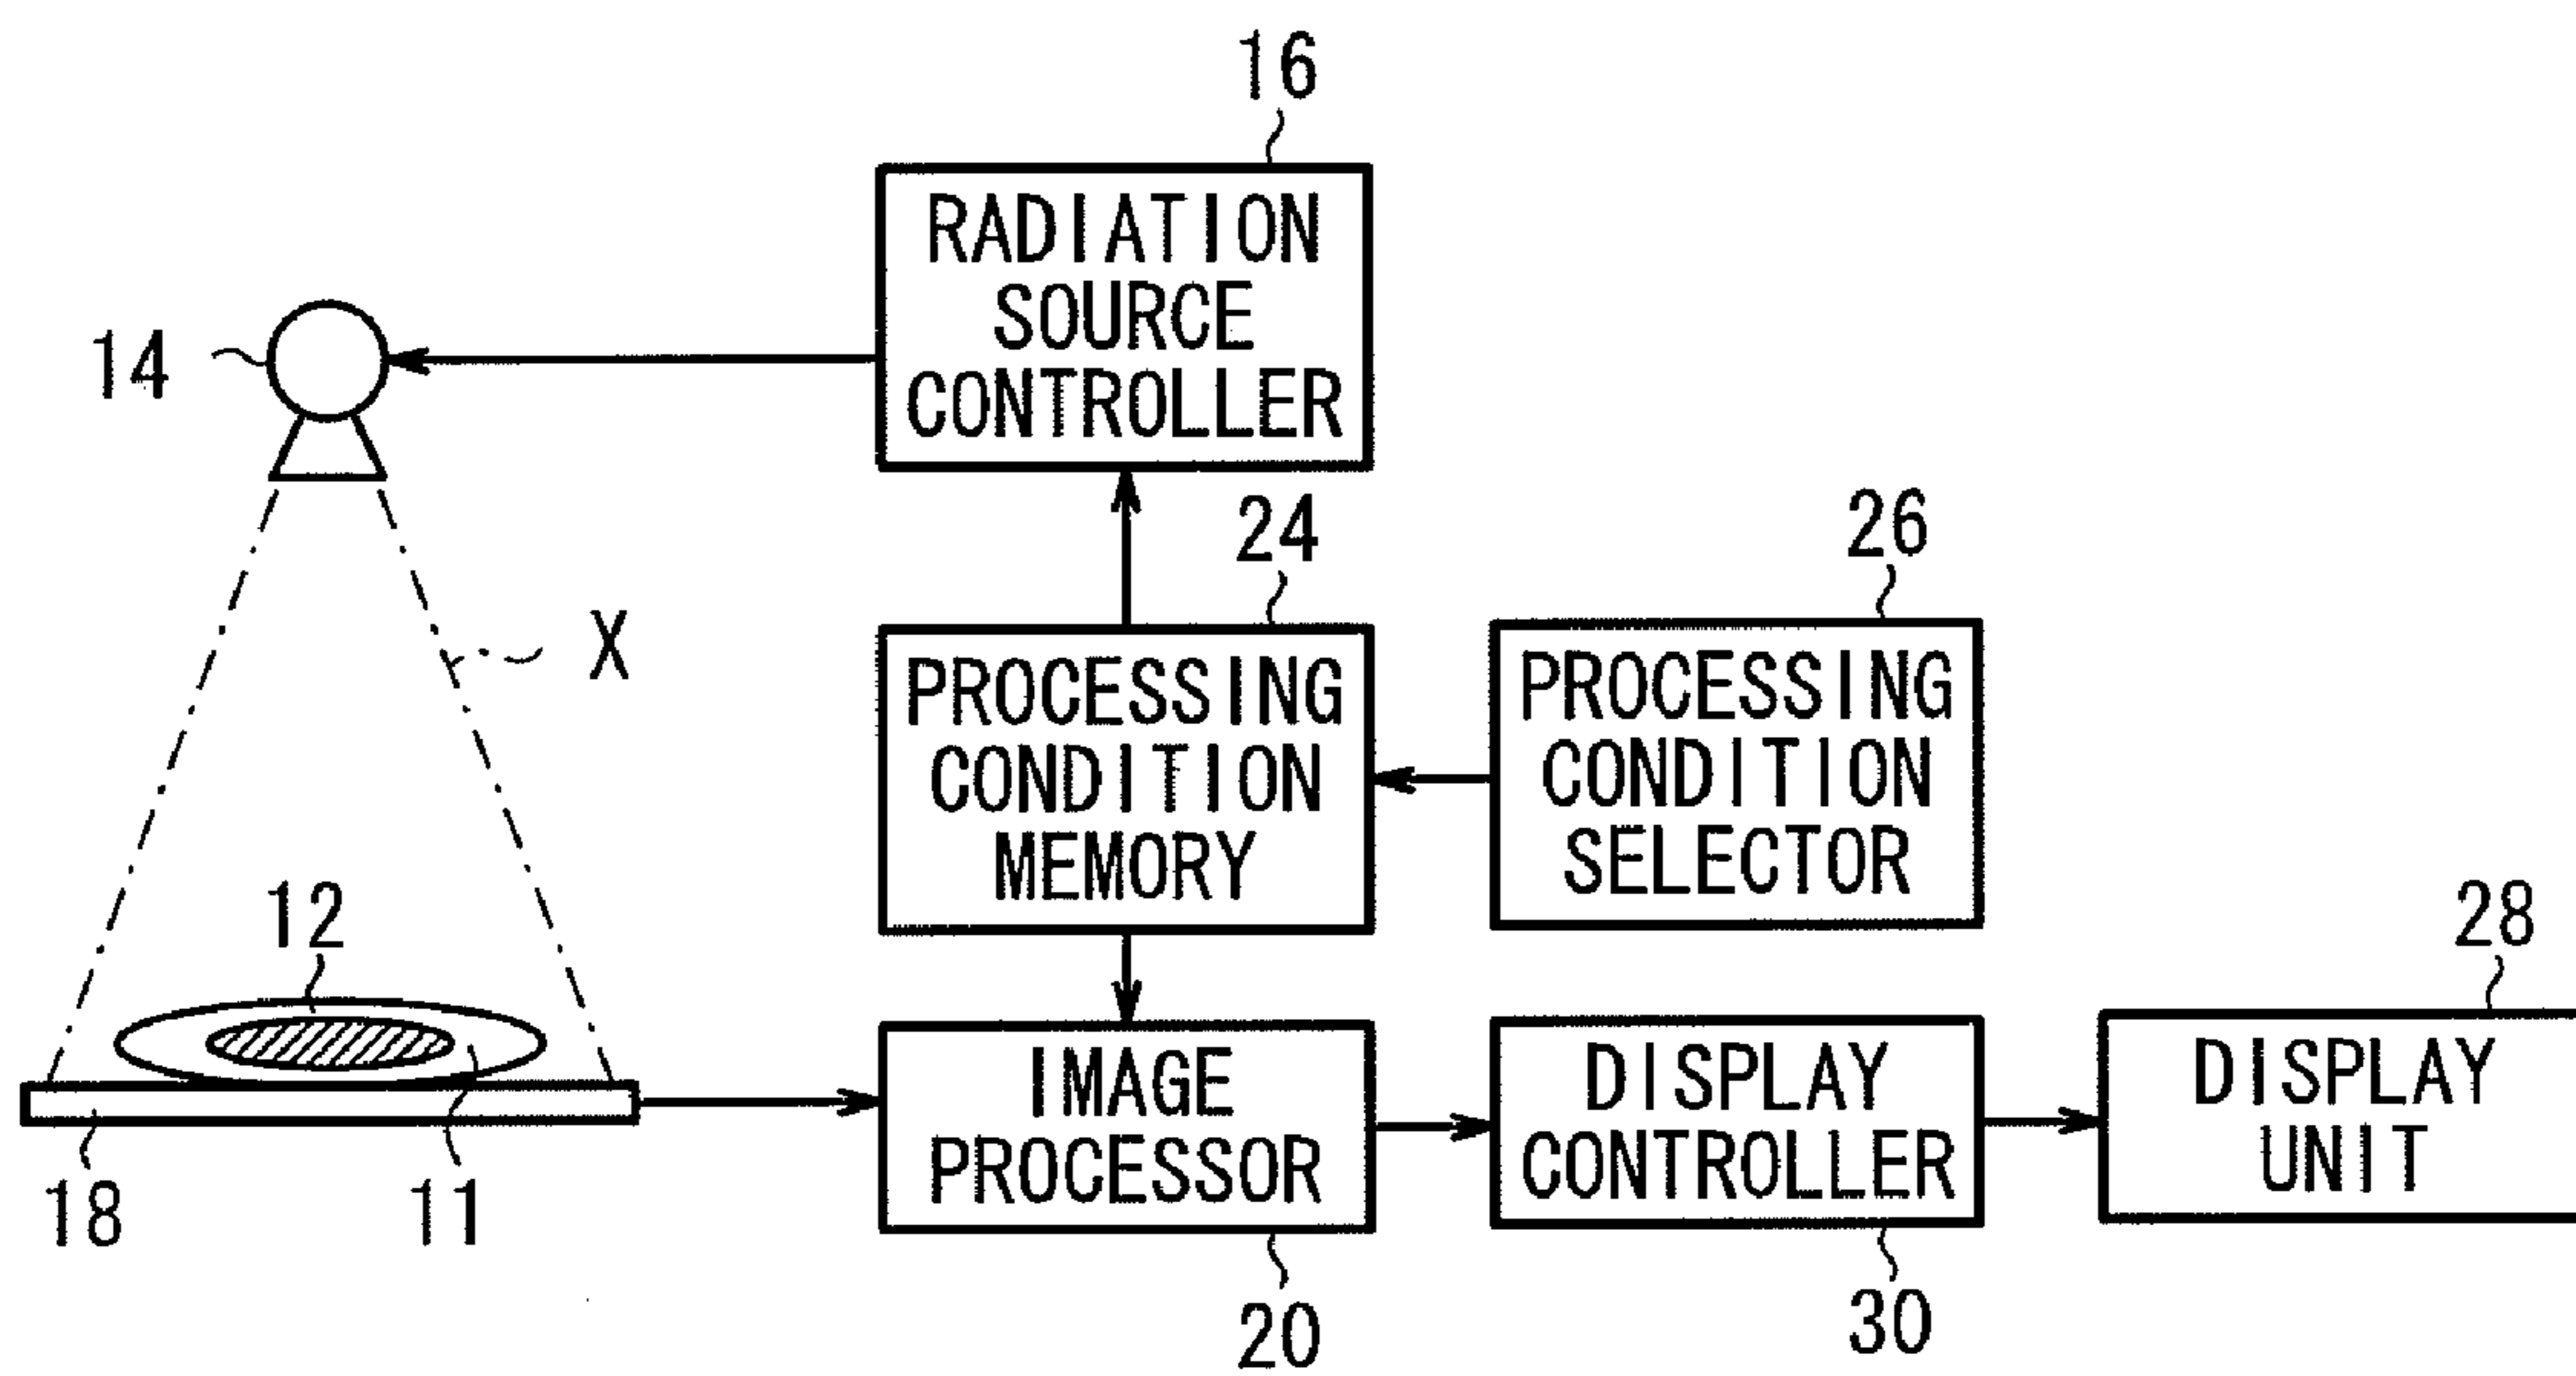 16
RADIATION
SOURCE
CONTROLLER
14
24
26
X
PROCESSING
CONDITION
MEMORY
PROCESSING
CONDITION
SELECTOR
12
28
IMAGE
PROCESSOR
DISPLAY
CONTROLLER
DISPLAY
UNIT
18
11
20
30